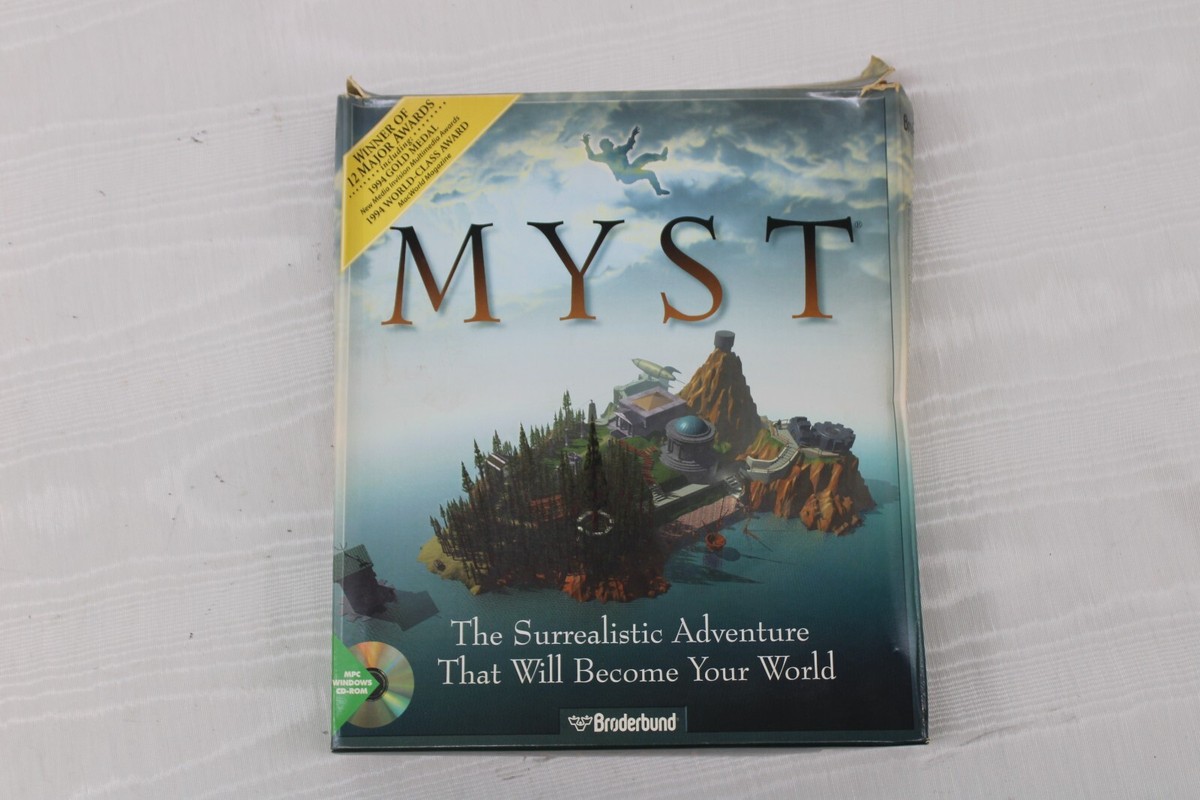 WINNER OF
12 MAJOR AWARDS
including:
1994 GOLD MEDAL
New Media Invision Multimedia Awards
1994 WORLD-CLASS AWARD
MacWorld Magazine
MYST®
The Surrealistic Adventure
That Will Become Your World
MPC
WINDOWS
CD-ROM
Brøderbund